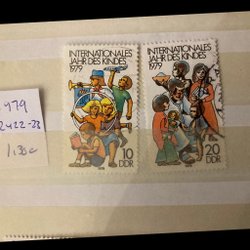 1979
2422-23
1,30€
INTERNATIONALES
JAHR DES KINDES
1979
10
DDR
INTERNATIONALES
JAHR DES KINDES
1979
20
DDR